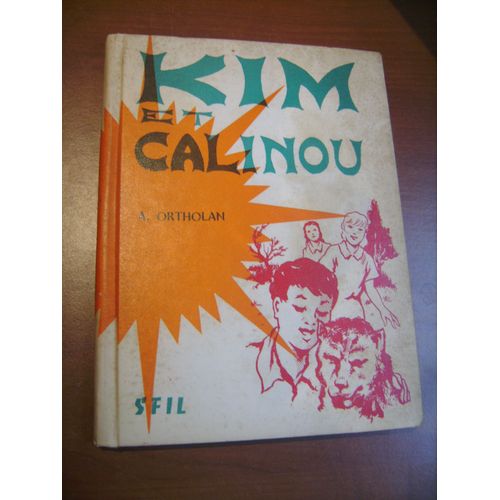 KIM
ET
CALINOU
A. ORTHOLAN
SFIL